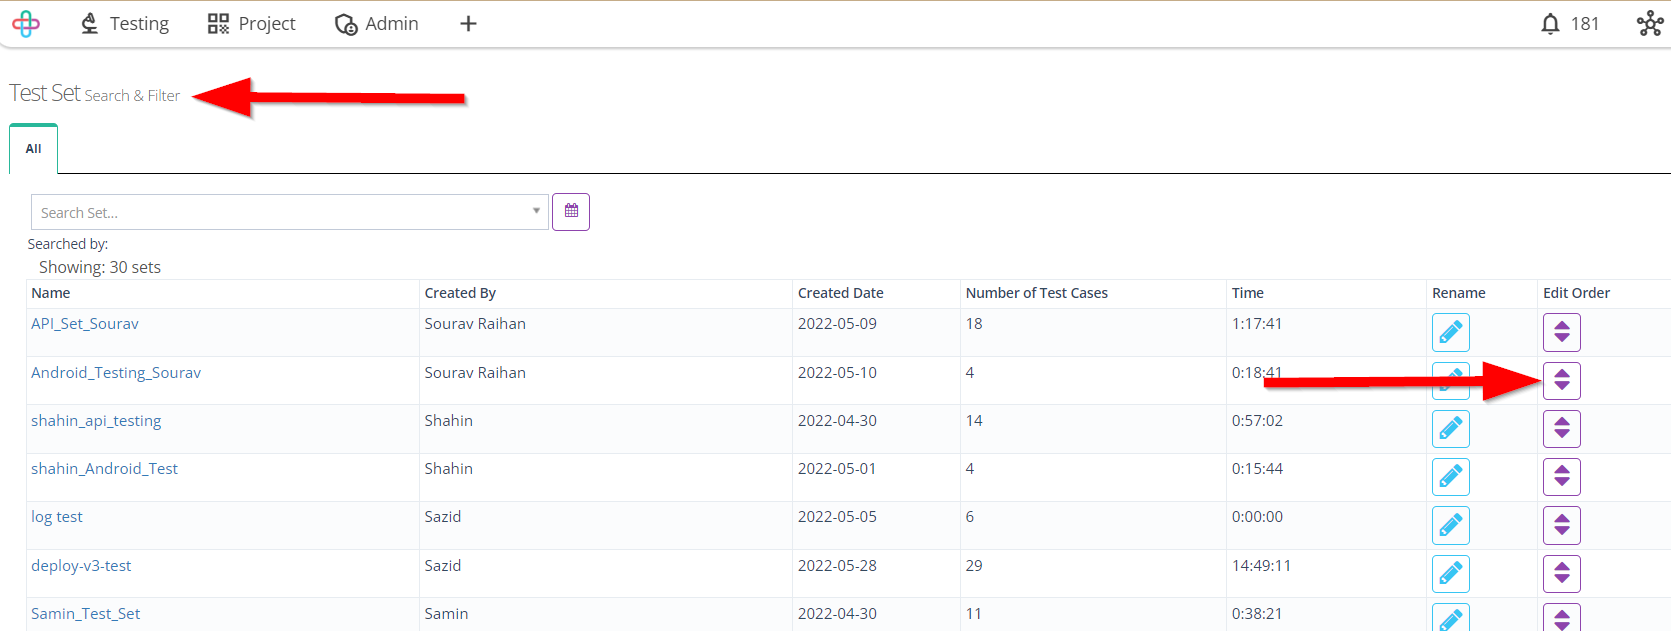 Testing Project Admin + 181
Test Set Search & Filter
All
Search Set...
Searched by:
Showing: 30 sets
Name Created By Created Date Number of Test Cases Time Rename Edit Order
API_Set_Sourav Sourav Raihan 2022-05-09 18 1:17:41
Android_Testing_Sourav Sourav Raihan 2022-05-10 4 0:18:41
shahin_api_testing Shahin 2022-04-30 14 0:57:02
shahin_Android_Test Shahin 2022-05-01 4 0:15:44
log test Sazid 2022-05-05 6 0:00:00
deploy-v3-test Sazid 2022-05-28 29 14:49:11
Samin_Test_Set Samin 2022-04-30 11 0:38:21